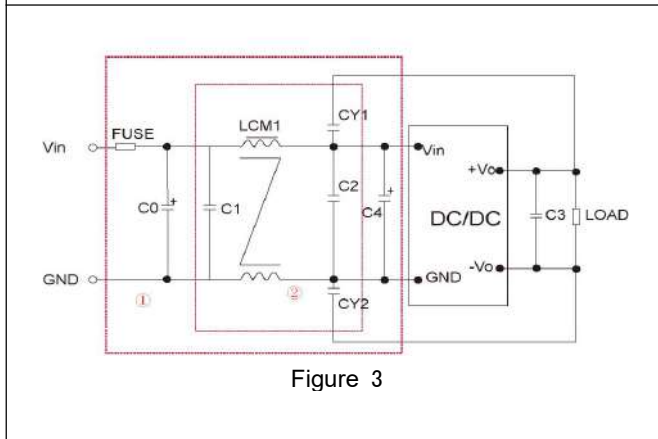 CY1
FUSE
LCM1
Vin
Vin
+Vo
C0
+
C1
C2
C4
+
DC/DC
C3
LOAD
-Vo
GND
GND
①
②
CY2
Figure 3